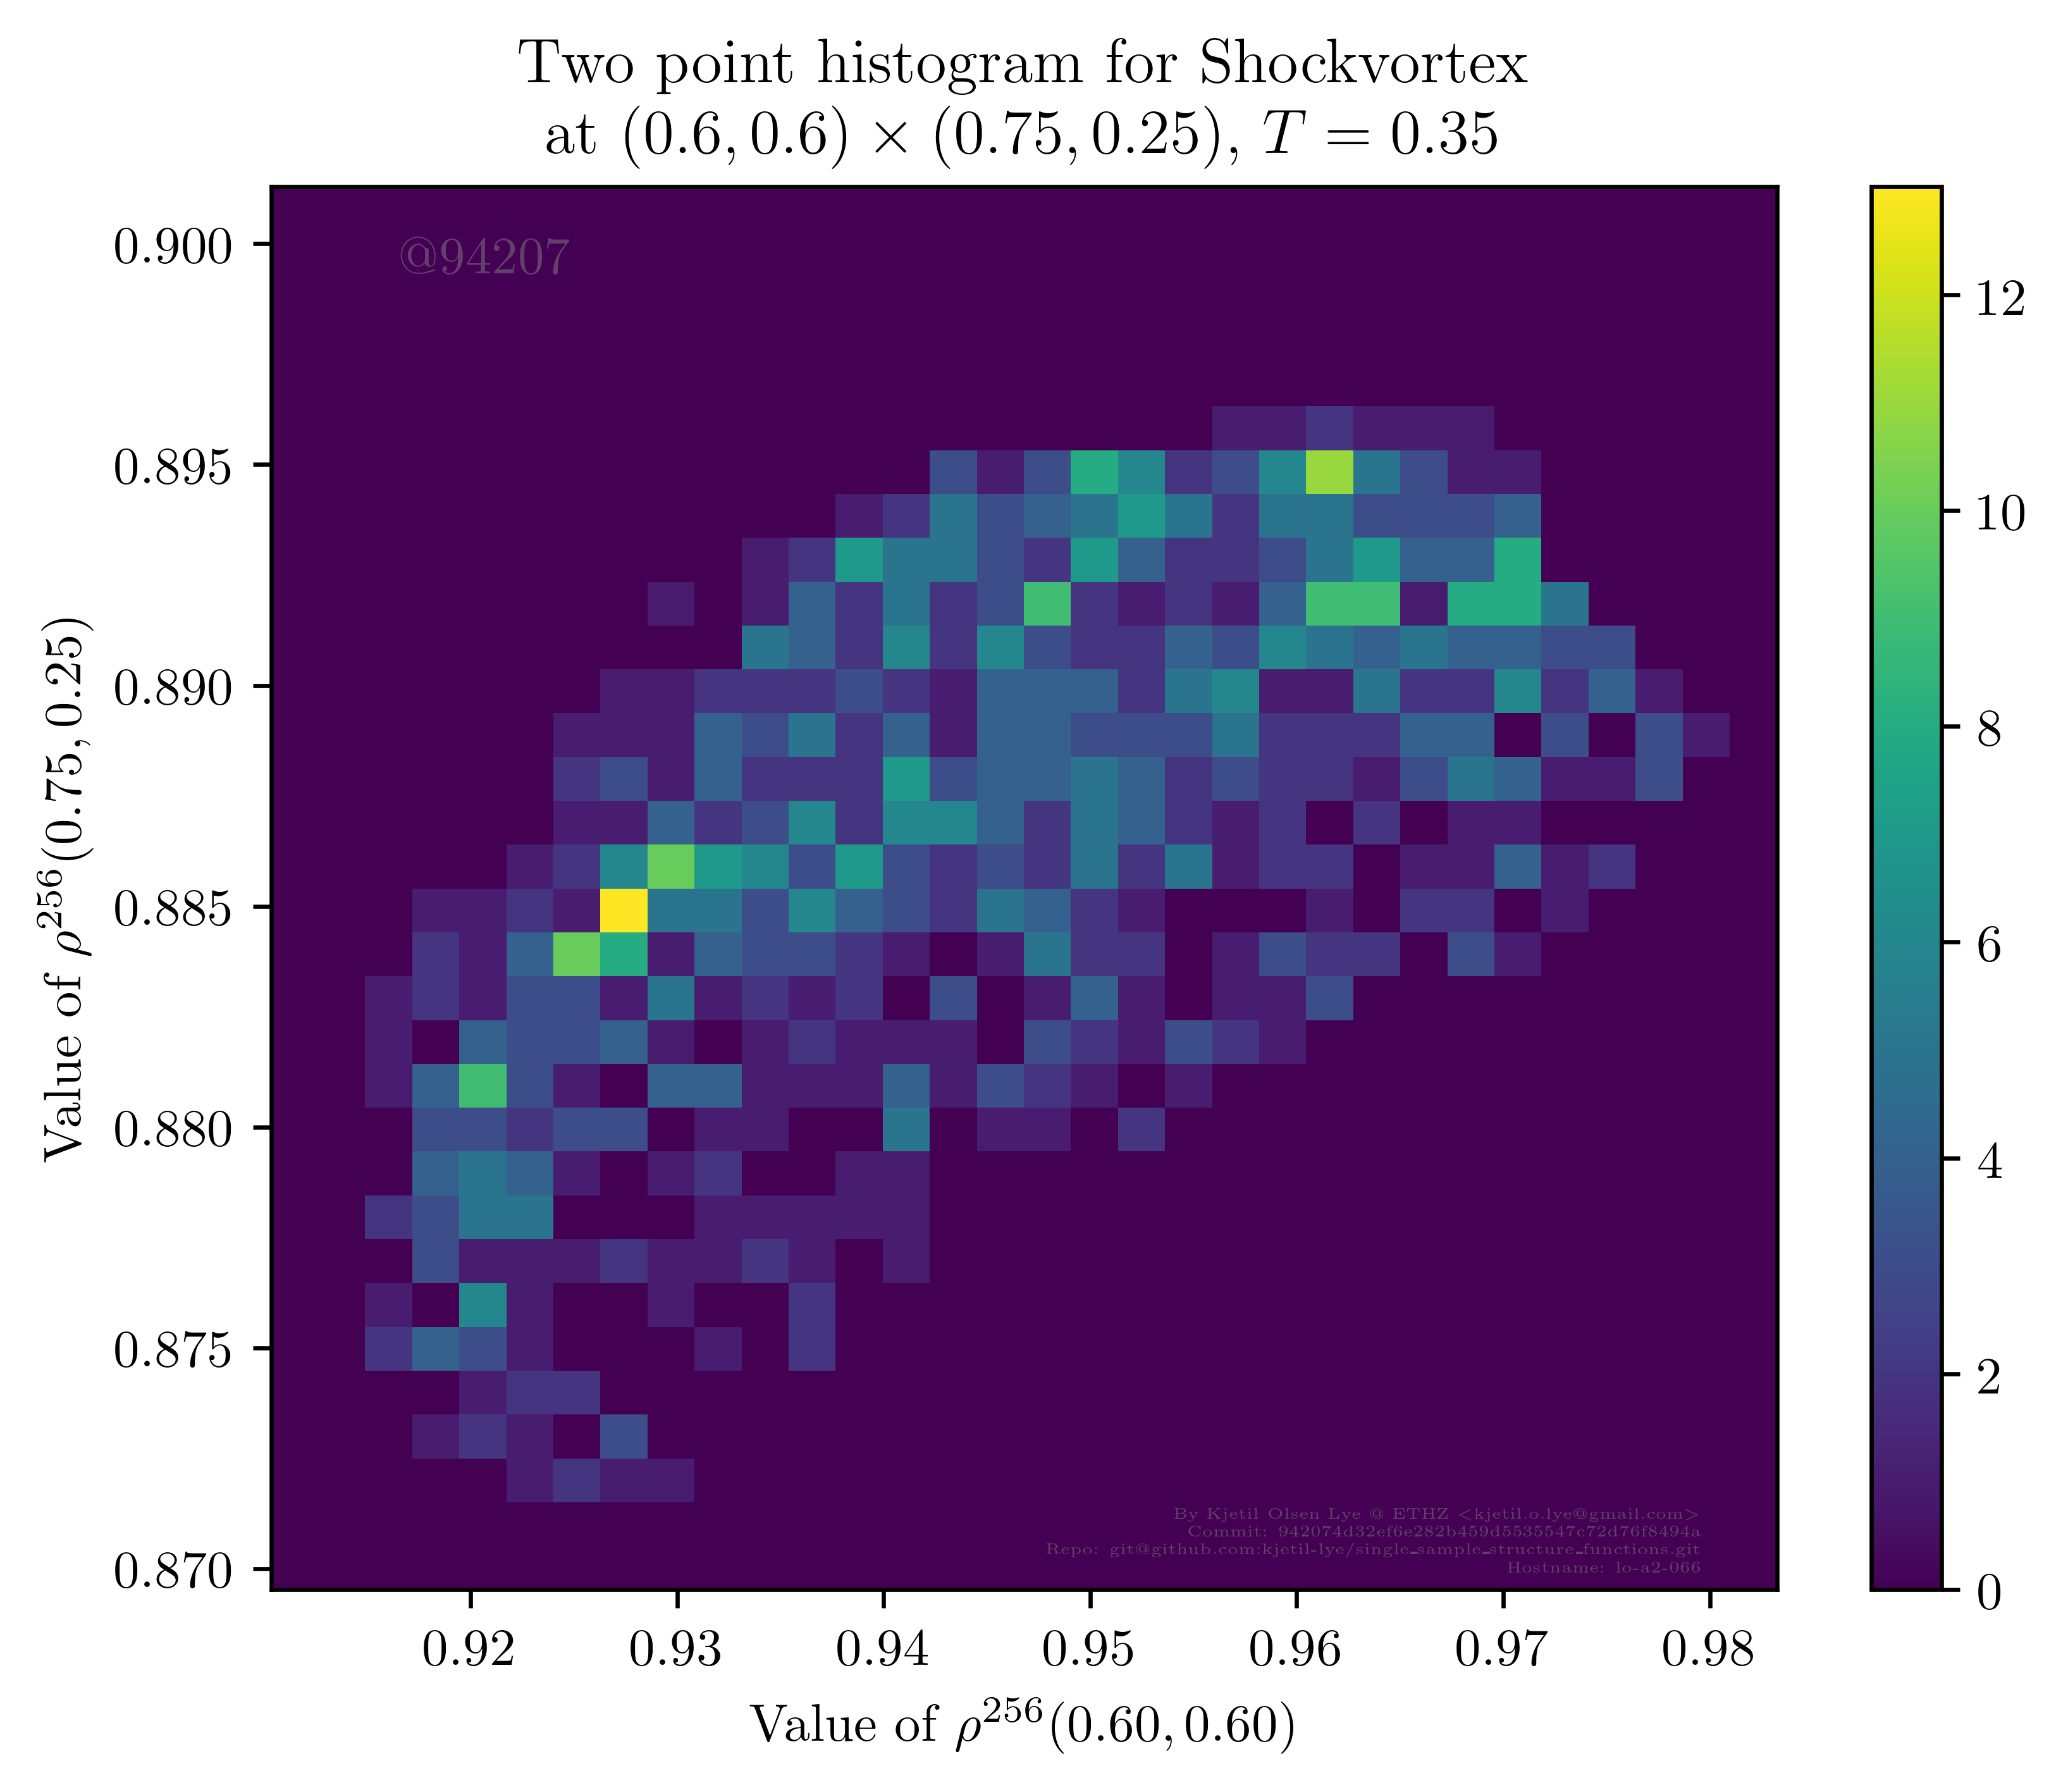 Two point histogram for Shockvortex
at (0.6, 0.6) × (0.75, 0.25), T = 0.35
@94207
0.900
0.895
0.890
0.885
0.880
0.875
0.870
Value of ρ^256(0.75, 0.25)
12
10
8
6
4
2
0
By Kjetil Olsen Lye @ ETHZ <kjetil.o.lye@gmail.com>
Commit: 942074d32ef6e282b459d5535547c72d76f8494a
Repo: git@github.com:kjetil-lye/single_sample_structure_functions.git
Hostname: lo-a2-066
0.92 0.93 0.94 0.95 0.96 0.97 0.98
Value of ρ^256(0.60, 0.60)